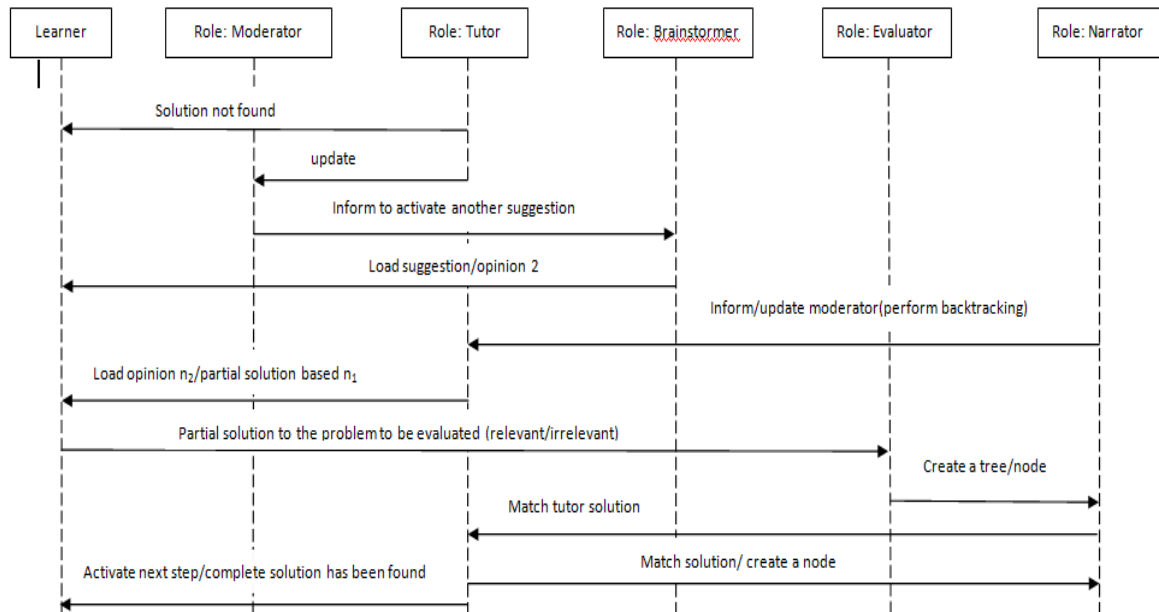 Learner
Role: Moderator
Role: Tutor
Role: Brainstormer
Role: Evaluator
Role: Narrator
Solution not found
update
Inform to activate another suggestion
Load suggestion/opinion 2
Inform/update moderator(perform backtracking)
Load opinion n₂/partial solution based n₁
Partial solution to the problem to be evaluated (relevant/irrelevant)
Create a tree/node
Match tutor solution
Match solution/ create a node
Activate next step/complete solution has been found